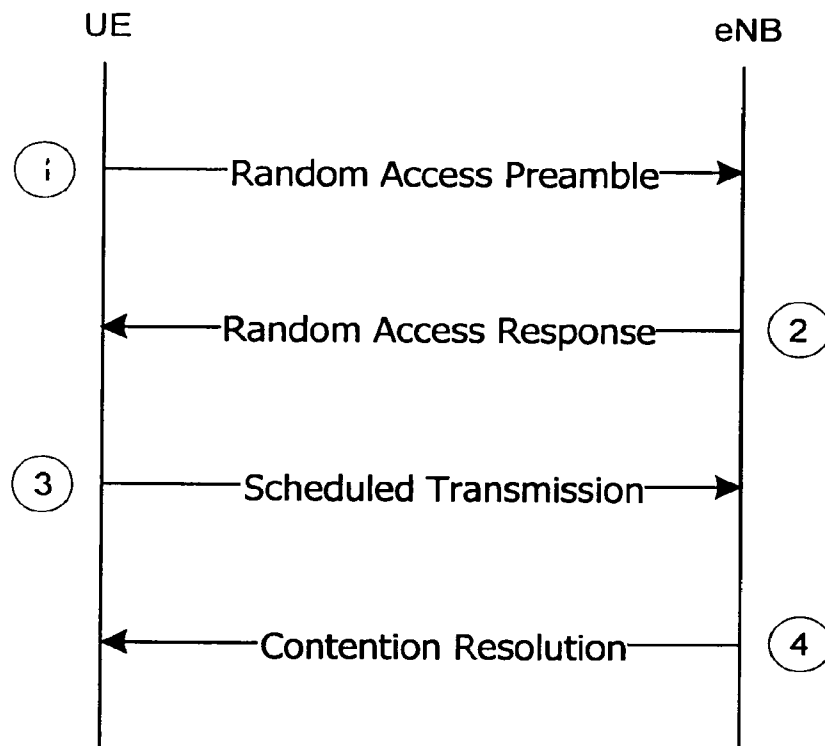 UE
eNB
1
Random Access Preamble
Random Access Response
2
3
Scheduled Transmission
Contention Resolution
4